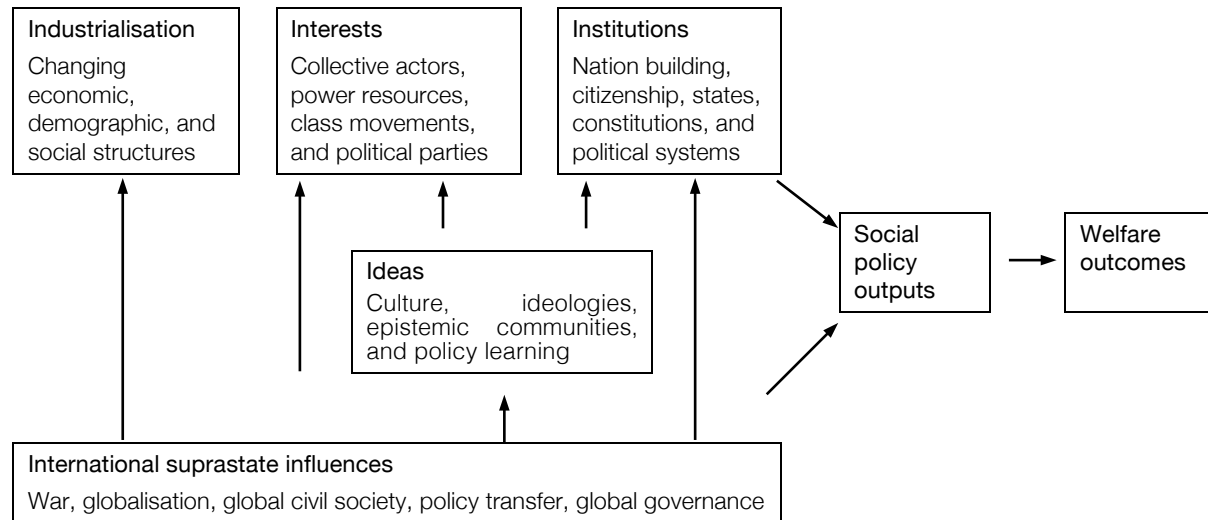 Industrialisation
Changing
economic,
demographic, and
social structures
Interests
Collective actors,
power resources,
class movements,
and political parties
Institutions
Nation building,
citizenship, states,
constitutions, and
political systems
Social
policy
outputs
Welfare
outcomes
Ideas
Culture, ideologies,
epistemic communities,
and policy learning
International suprastate influences
War, globalisation, global civil society, policy transfer, global governance